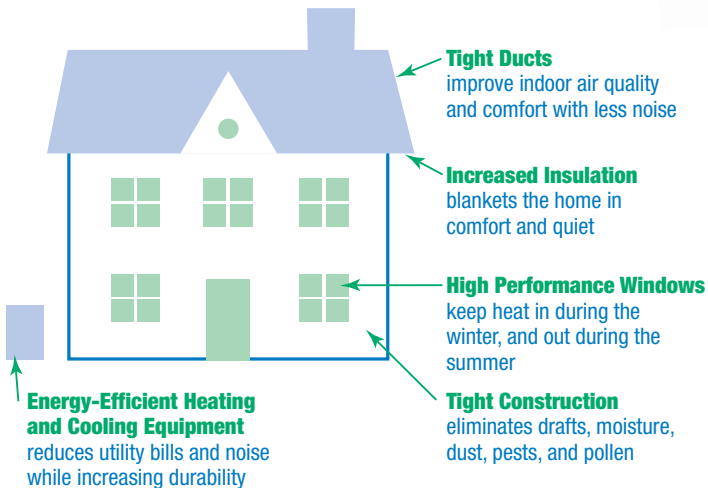 Tight Ducts
improve indoor air quality
and comfort with less noise
Increased Insulation
blankets the home in
comfort and quiet
High Performance Windows
keep heat in during the
winter, and out during the
summer
Tight Construction
eliminates drafts, moisture,
dust, pests, and pollen
Energy-Efficient Heating
and Cooling Equipment
reduces utility bills and noise
while increasing durability